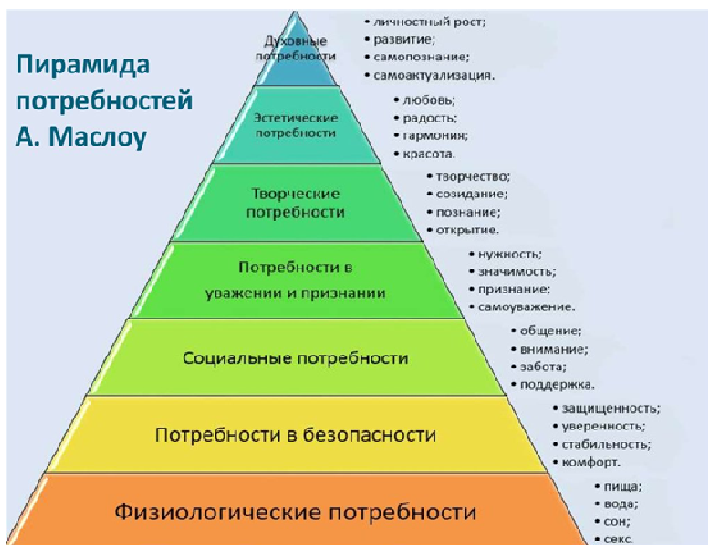 Пирамида
потребностей
А. Маслоу
Духовные
потребности
• личностный рост;
• развитие;
• самопознание;
• самоактуализация.
Эстетические
потребности
• любовь;
• радость;
• гармония;
• красота.
Творческие
потребности
• творчество;
• созидание;
• познание;
• открытие.
Потребности в
уважении и признании
• нужность;
• значимость;
• признание;
• самоуважение.
Социальные потребности
• общение;
• внимание;
• забота;
• поддержка.
Потребности в безопасности
• защищенность;
• уверенность;
• стабильность;
• комфорт.
Физиологические потребности
• пища;
• вода;
• сон;
• секс.